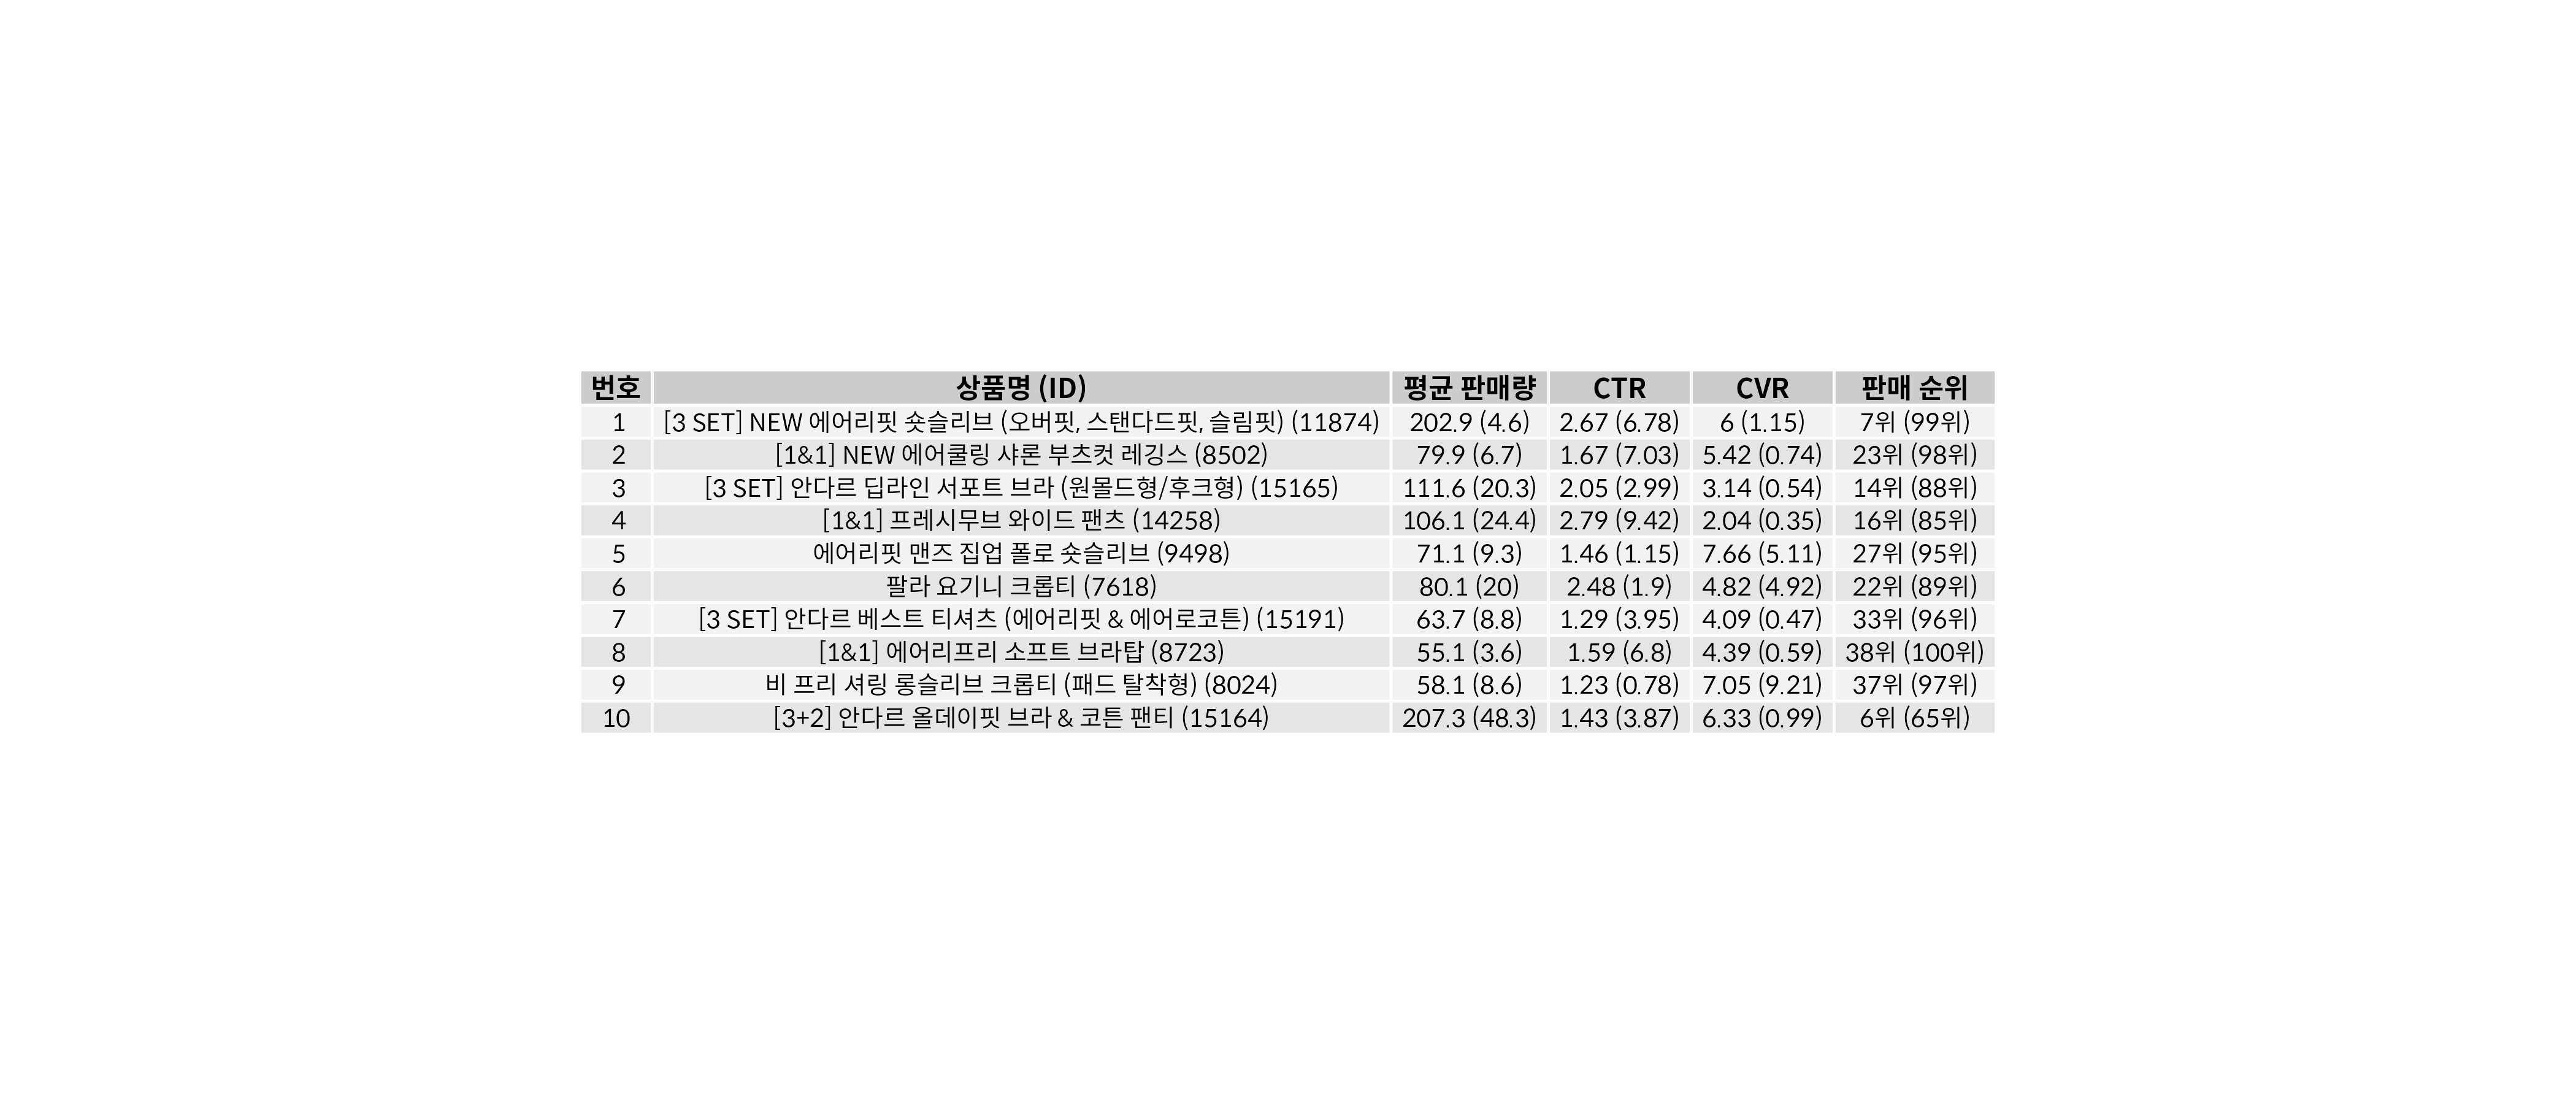 번호 상품명 (ID) 평균 판매량 CTR CVR 판매 순위
1 [3 SET] NEW 에어리핏 숏슬리브 (오버핏, 스탠다드핏, 슬림핏) (11874) 202.9 (4.6) 2.67 (6.78) 6 (1.15) 7위 (99위)
2 [1&1] NEW 에어쿨링 샤론 부츠컷 레깅스 (8502) 79.9 (6.7) 1.67 (7.03) 5.42 (0.74) 23위 (98위)
3 [3 SET] 안다르 딥라인 서포트 브라 (원몰드형/후크형) (15165) 111.6 (20.3) 2.05 (2.99) 3.14 (0.54) 14위 (88위)
4 [1&1] 프레시무브 와이드 팬츠 (14258) 106.1 (24.4) 2.79 (9.42) 2.04 (0.35) 16위 (85위)
5 에어리핏 맨즈 집업 폴로 숏슬리브 (9498) 71.1 (9.3) 1.46 (1.15) 7.66 (5.11) 27위 (95위)
6 팔라 요기니 크롭티 (7618) 80.1 (20) 2.48 (1.9) 4.82 (4.92) 22위 (89위)
7 [3 SET] 안다르 베스트 티셔츠 (에어리핏 & 에어로코튼) (15191) 63.7 (8.8) 1.29 (3.95) 4.09 (0.47) 33위 (96위)
8 [1&1] 에어리프리 소프트 브라탑 (8723) 55.1 (3.6) 1.59 (6.8) 4.39 (0.59) 38위 (100위)
9 비 프리 셔링 롱슬리브 크롭티 (패드 탈착형) (8024) 58.1 (8.6) 1.23 (0.78) 7.05 (9.21) 37위 (97위)
10 [3+2] 안다르 올데이핏 브라 & 코튼 팬티 (15164) 207.3 (48.3) 1.43 (3.87) 6.33 (0.99) 6위 (65위)